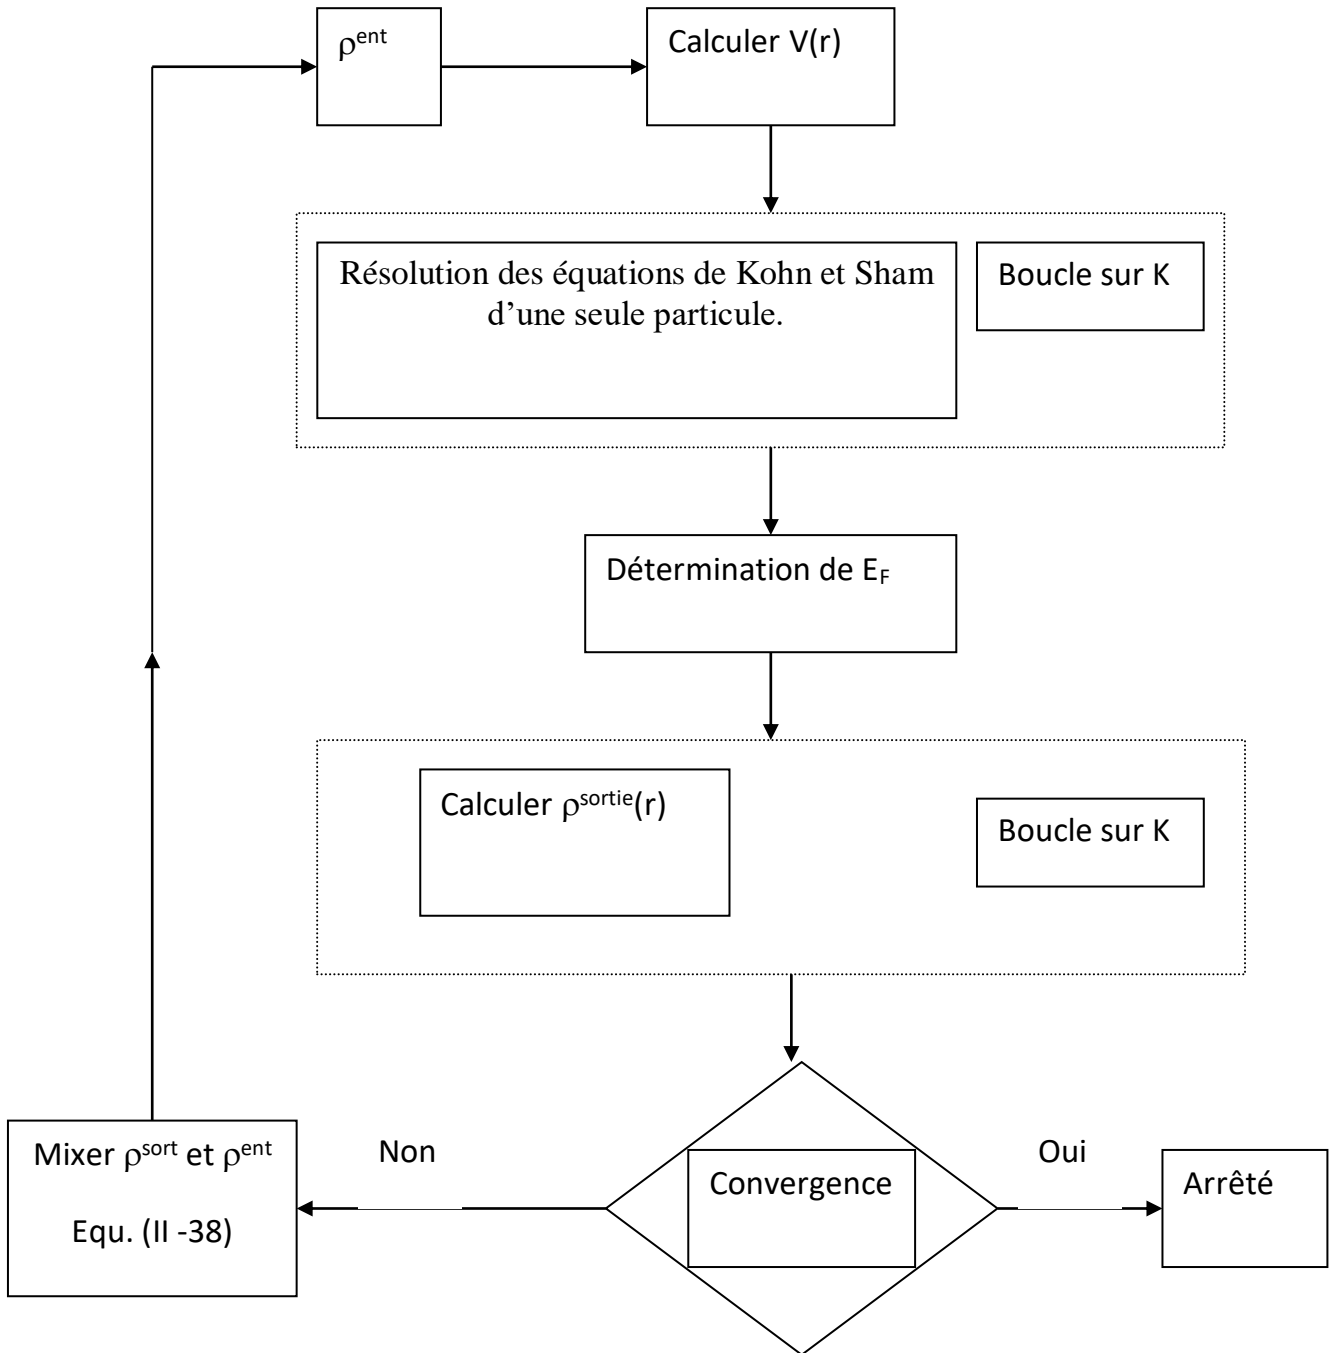 ρ^ent
Calculer V(r)
Résolution des équations de Kohn et Sham
d’une seule particule.
Boucle sur K
Détermination de E_F
Calculer ρ^sortie(r)
Boucle sur K
Mixer ρ^sort et ρ^ent
Equ. (II -38)
Non
Convergence
Oui
Arrêté